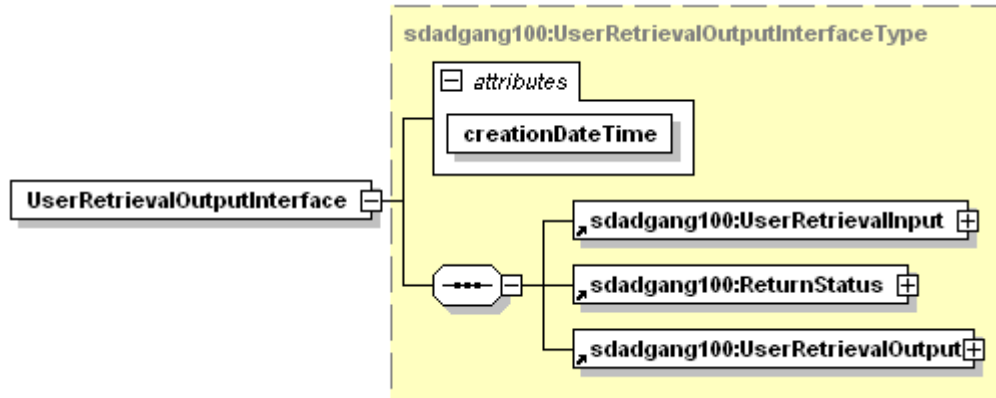 sdadgang100:UserRetrievalOutputInterfaceType
attributes
creationDateTime
UserRetrievalOutputInterface
sdadgang100:UserRetrievalInput
sdadgang100:ReturnStatus
sdadgang100:UserRetrievalOutput